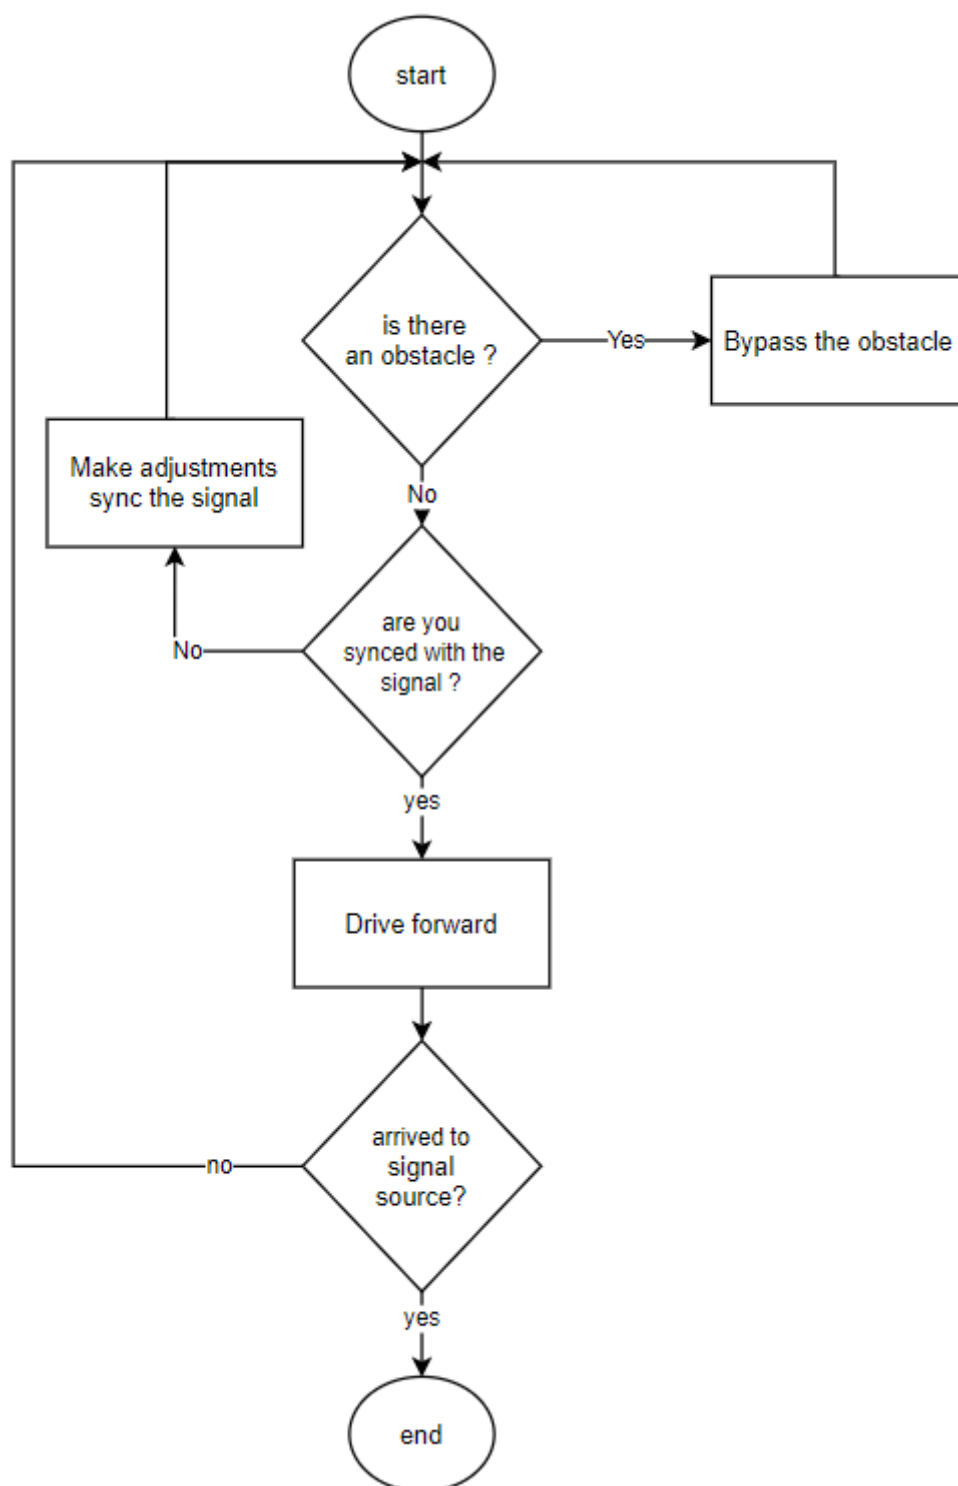 start
is there
an obstacle ?
Yes
Bypass the obstacle
Make adjustments
sync the signal
No
are you
synced with the
signal ?
No
yes
Drive forward
arrived to
signal
source?
no
yes
end